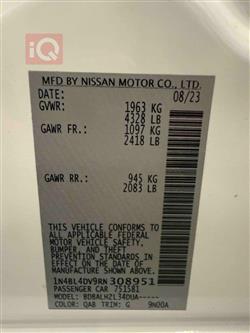 iQ
MFD BY NISSAN MOTOR CO., LTD.
08/23
GVWR: 1963 KG
4328 LB
GAWR FR.: 1097 KG
2418 LB
GAWR RR.: 945 KG
2083 LB
THIS VEHICLE CONFORMS TO ALL
APPLICABLE FEDERAL MOTOR
VEHICLE SAFETY,
BUMPER, AND THEFT
PREVENTION STANDARDS
IN EFFECT ON THE DATE OF
MANUFACTURE SHOWN ABOVE.
1N4BL4DV9RN308951
PASSENGER CAR 751581
MODEL: BDBALHZL34DUA-----
COLOR: QAB TRIM: G 9N00A